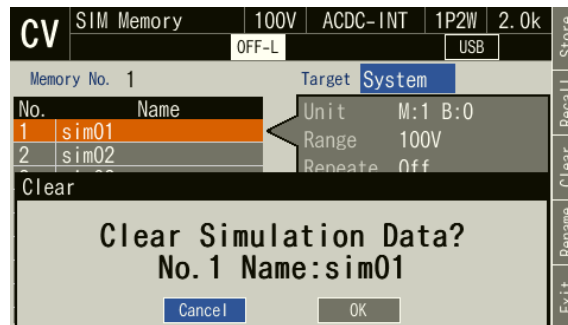 CV SIM Memory 100V ACDC-INT 1P2W 2.0k
OFF-L USB
Memory No. 1 Target System
No. Name Unit M:1 B:0
1 sim01 Range 100V
2 sim02 Repeate Off
Clear
Clear Simulation Data?
No.1 Name:sim01
Cancel OK
Store
Recall
Clear
Rename
Exit